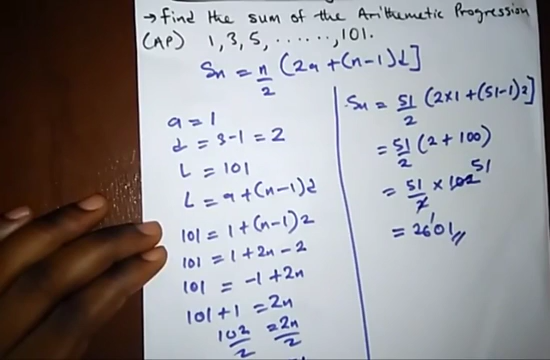 → find the sum of the Arithemetic Progression
(AP) 1, 3, 5, ......, 101.
Sn = n/2 (2a + (n-1)d]
a = 1
d = 3-1 = 2
L = 101
L = a + (n-1)d
101 = 1 + (n-1)2
101 = 1 + 2n - 2
101 = -1 + 2n
101 + 1 = 2n
102/2 = 2n/2
Sn = 51/2 (2x1 + (51-1)2]
= 51/2 (2 + 100)
= 51/2 x 102 51
1
= 2601